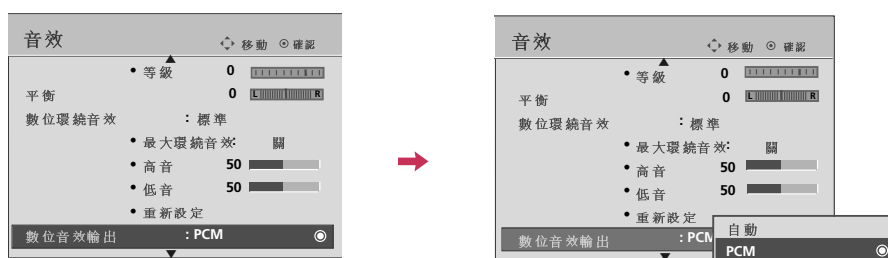 音效 移動 確認
• 等級 0
平衡 0 L R
數位環繞音效 : 標準
• 最大環繞音效: 關
• 高音 50
• 低音 50
• 重新設定
數位音效輸出 : PCM
音效 移動 確認
• 等級 0
平衡 0 L R
數位環繞音效 : 標準
• 最大環繞音效: 關
• 高音 50
• 低音 50
• 重新設定
數位音效輸出 : PCM
自動
PCM